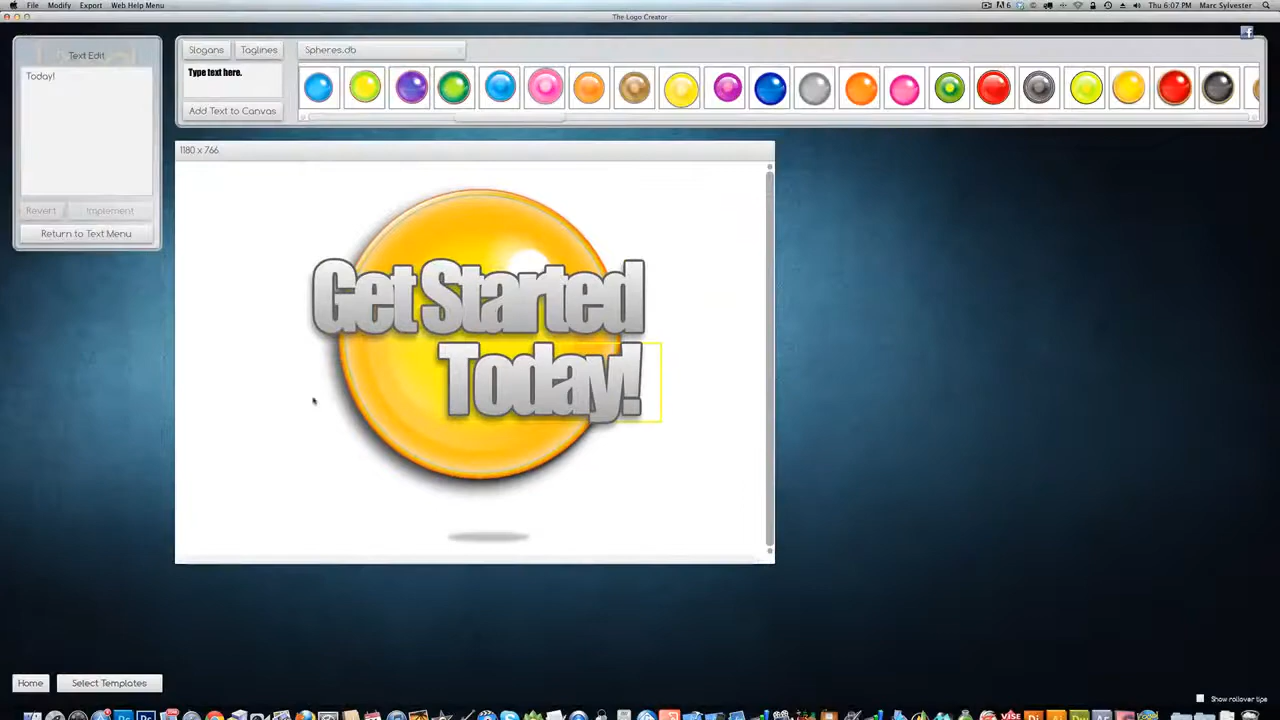 File Modify Export Web Help Menu
6 Thu 6:07 PM Marc Sylvester
The Logo Creator
Text Edit
Today!
Revert Implement
Return to Text Menu
Slogans Taglines Spheres.db
Type text here.
Add Text to Canvas
1180 x 766
Get Started
Today!
Home Select Templates
Show rollover tips